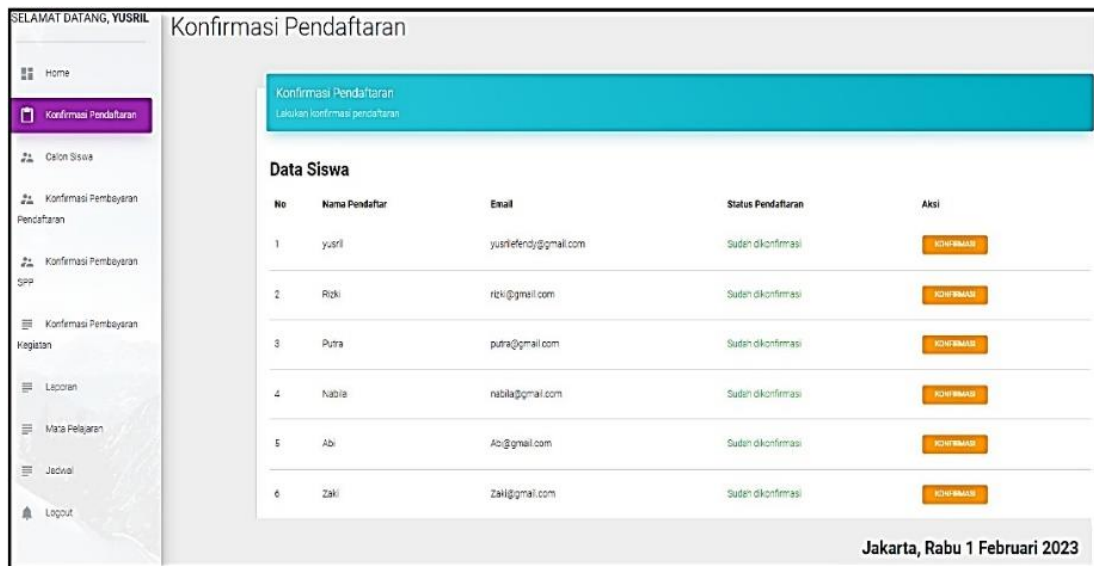 SELAMAT DATANG, YUSRIL
Home
Konfirmasi Pendaftaran
Calon Siswa
Konfirmasi Pembayaran
Pendaftaran
Konfirmasi Pembayaran
SPP
Konfirmasi Pembayaran
Kegiatan
Laporan
Mata Pelajaran
Jadwal
Logout
Konfirmasi Pendaftaran
Konfirmasi Pendaftaran
Lakukan konfirmasi pendaftaran
Data Siswa
No Nama Pendaftar Email Status Pendaftaran Aksi
1 yusril yusrilefendy@gmail.com Sudah dikonfirmasi KONFIRMASI
2 Rizki rizki@gmail.com Sudah dikonfirmasi KONFIRMASI
3 Putra putra@gmail.com Sudah dikonfirmasi KONFIRMASI
4 Nabila nabila@gmail.com Sudah dikonfirmasi KONFIRMASI
5 Abi Abi@gmail.com Sudah dikonfirmasi KONFIRMASI
6 Zaki Zaki@gmail.com Sudah dikonfirmasi KONFIRMASI
Jakarta, Rabu 1 Februari 2023